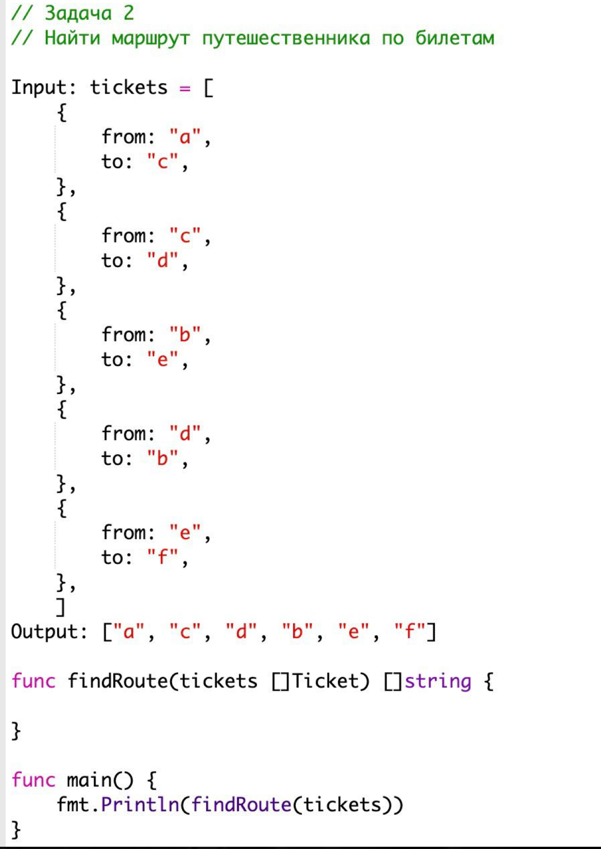 // Задача 2
// Найти маршрут путешественника по билетам
Input: tickets = [
{
from: "a",
to: "c",
},
{
from: "c",
to: "d",
},
{
from: "b",
to: "e",
},
{
from: "d",
to: "b",
},
{
from: "e",
to: "f",
},
]
Output: ["a", "c", "d", "b", "e", "f"]
func findRoute(tickets []Ticket) []string {
}
func main() {
fmt.Println(findRoute(tickets))
}